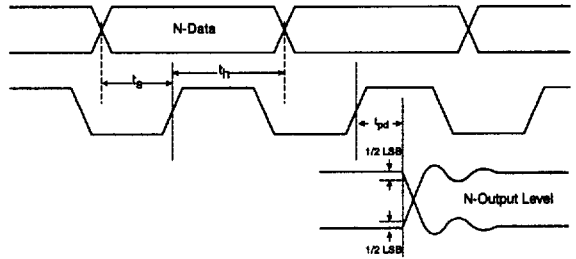 N-Data
ts
th
tpd
1/2 LSB
N-Output Level
1/2 LSB